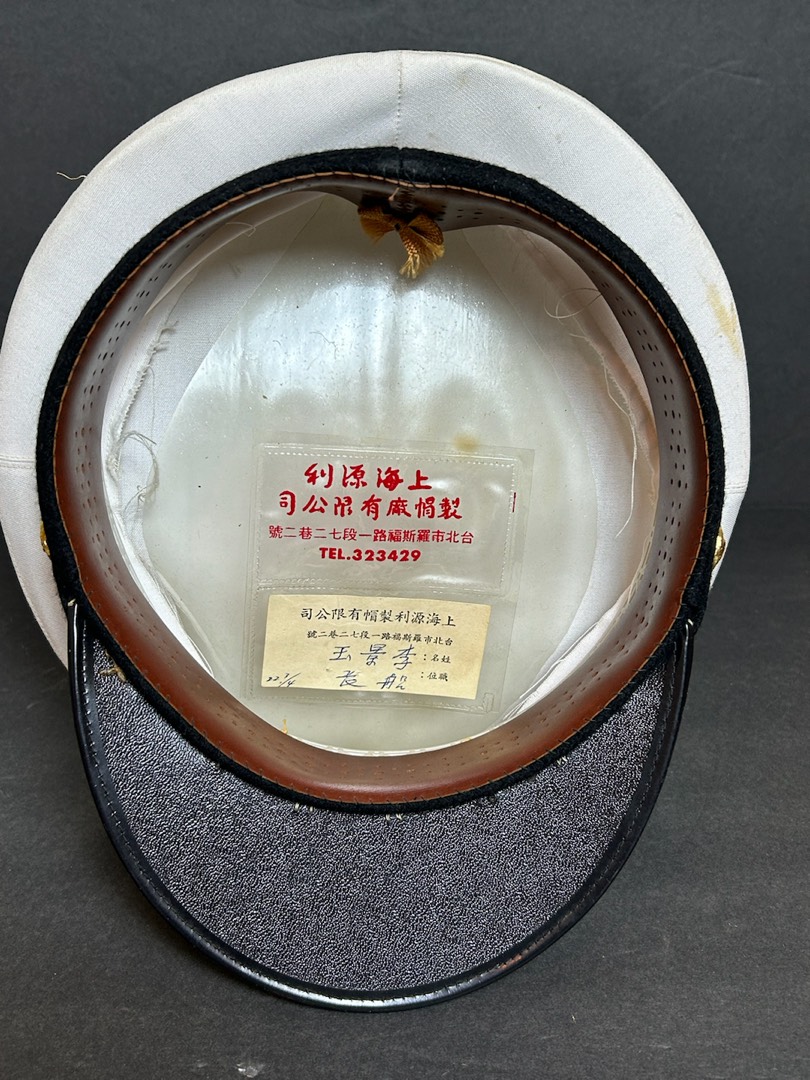 上海源利
製帽廠有限公司
台北市羅斯福路一段七二巷二號
TEL.323429
上海源利製帽有限公司
台北市羅斯福路一段七二巷二號
姓名：李景玉
職位：船長